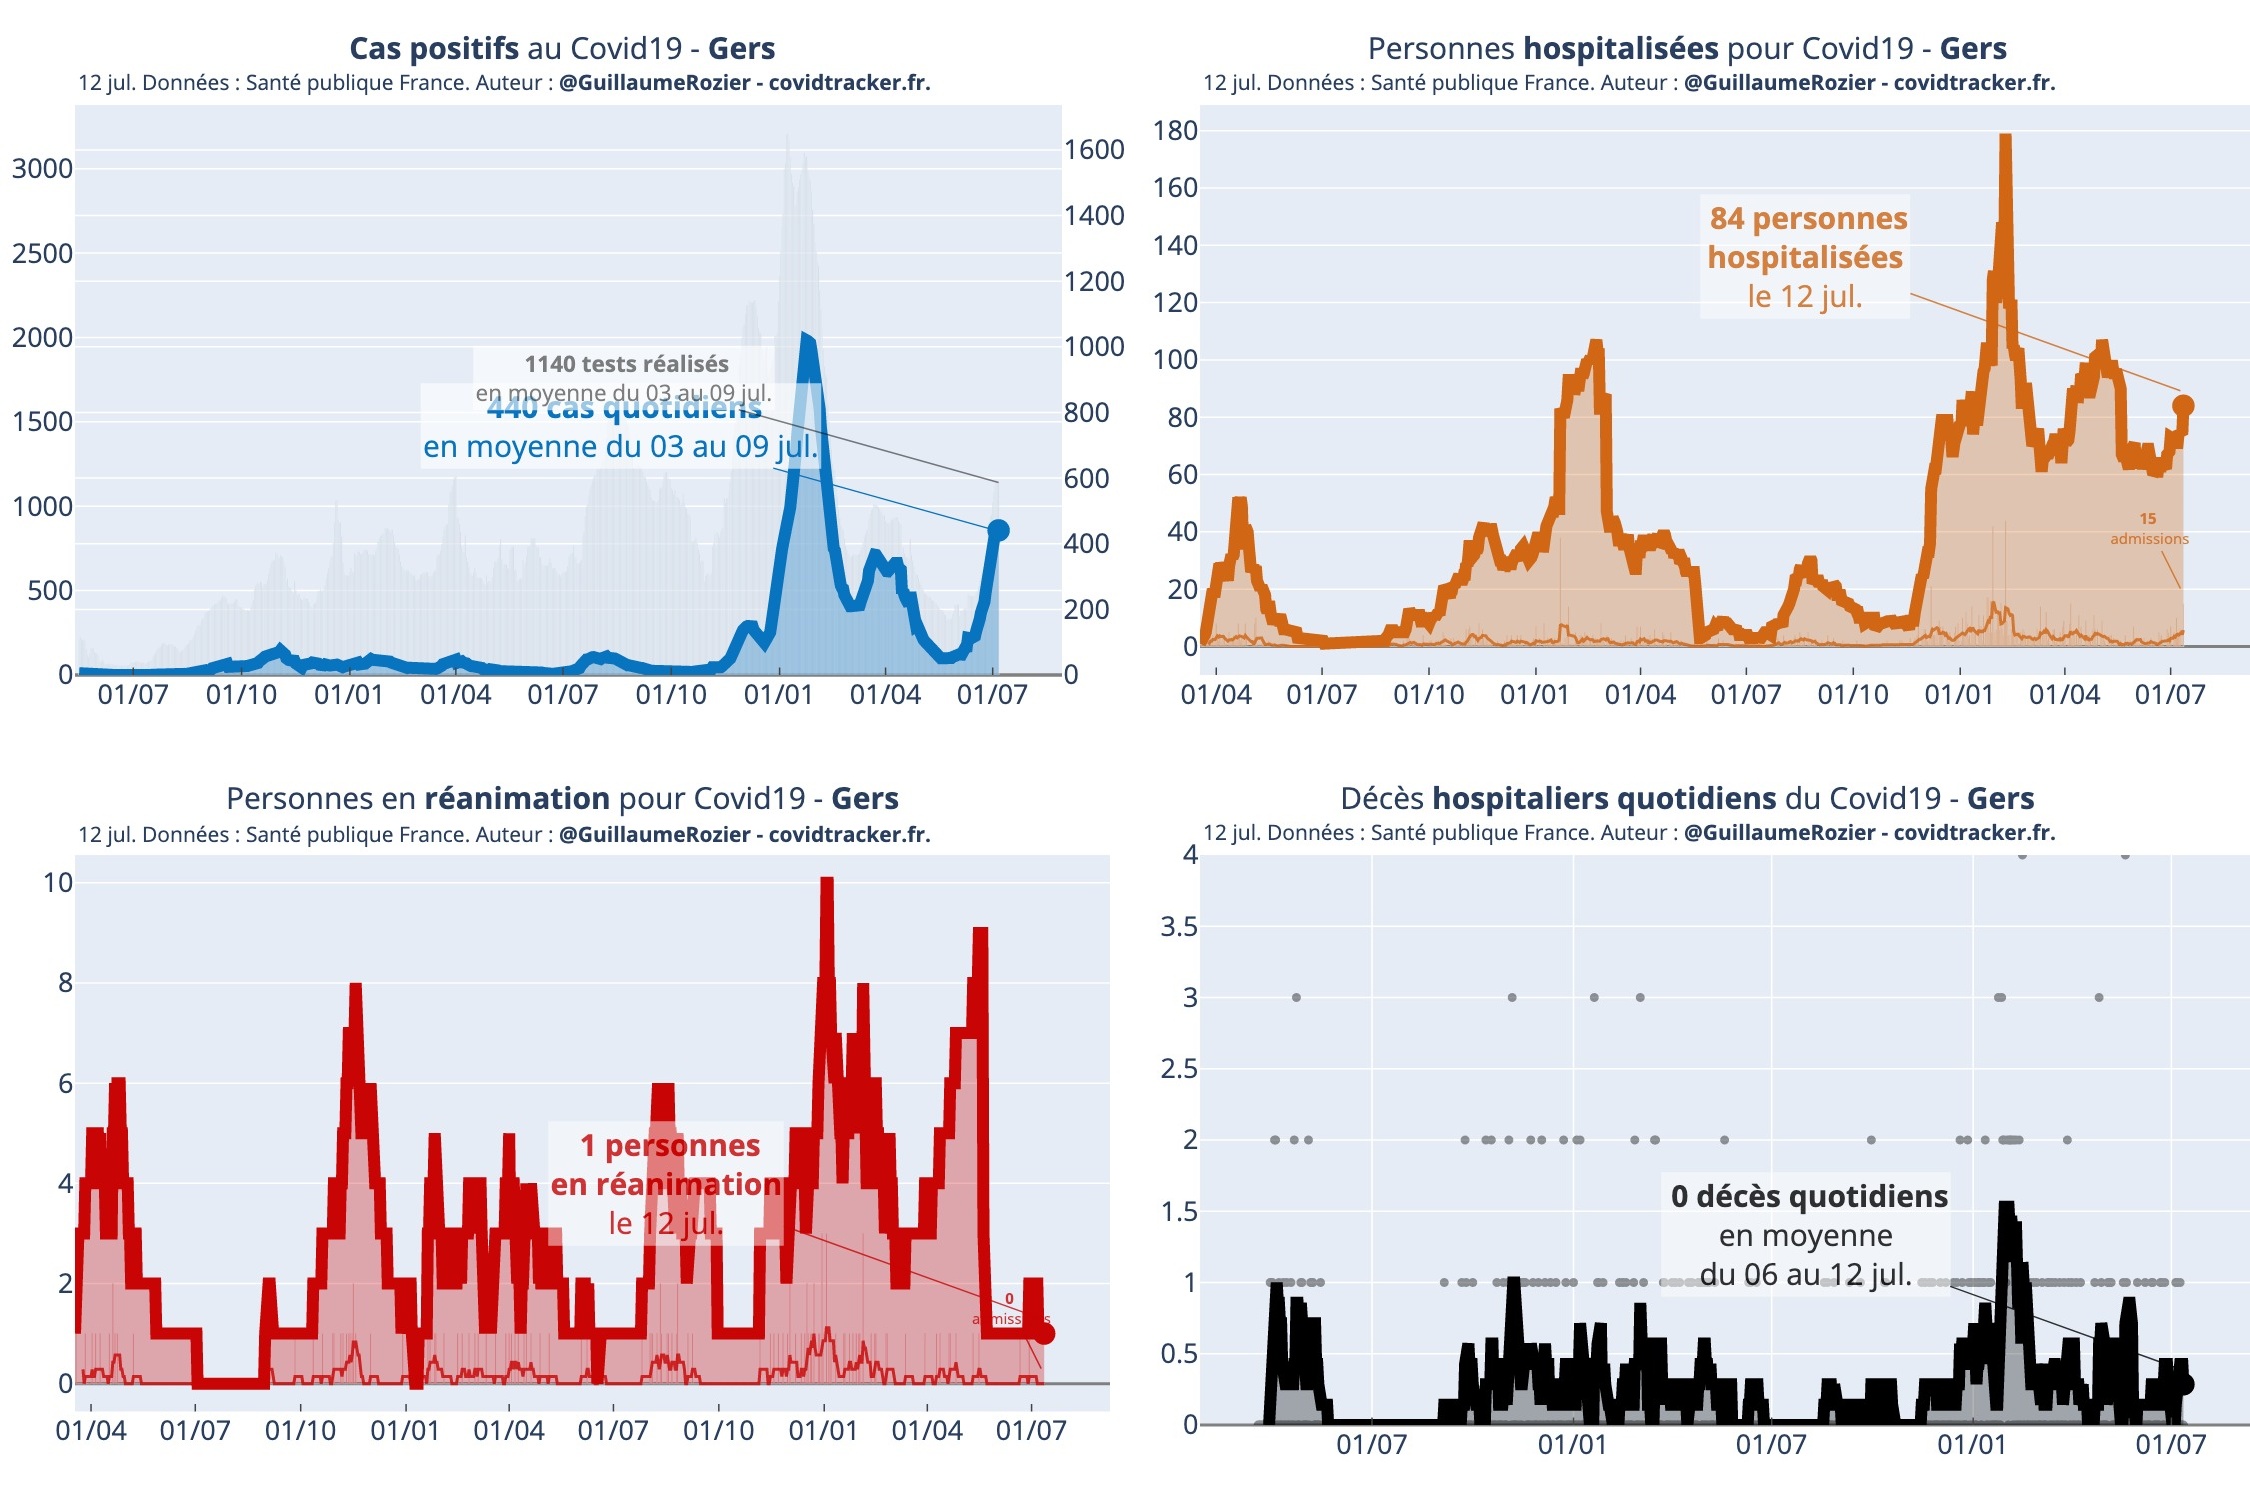 Cas positifs au Covid19 - Gers
12 jul. Données : Santé publique France. Auteur : @GuillaumeRozier - covidtracker.fr.
3000
2500
2000
1500
1000
500
0
1600
1400
1200
1000
800
600
400
200
0
1140 tests réalisés
en moyenne du 03 au 09 jul.
440 cas quotidiens
en moyenne du 03 au 09 jul.
01/07 01/10 01/01 01/04 01/07 01/10 01/01 01/04 01/07
Personnes hospitalisées pour Covid19 - Gers
12 jul. Données : Santé publique France. Auteur : @GuillaumeRozier - covidtracker.fr.
180
160
140
120
100
80
60
40
20
0
84 personnes
hospitalisées
le 12 jul.
15
admissions
01/04 01/07 01/10 01/01 01/04 01/07 01/10 01/01 01/04 01/07
Personnes en réanimation pour Covid19 - Gers
12 jul. Données : Santé publique France. Auteur : @GuillaumeRozier - covidtracker.fr.
10
8
6
4
2
0
1 personnes
en réanimation
le 12 jul.
0
admissions
01/04 01/07 01/10 01/01 01/04 01/07 01/10 01/01 01/04 01/07
Décès hospitaliers quotidiens du Covid19 - Gers
12 jul. Données : Santé publique France. Auteur : @GuillaumeRozier - covidtracker.fr.
4
3.5
3
2.5
2
1.5
1
0.5
0
0 décès quotidiens
en moyenne
du 06 au 12 jul.
01/07 01/01 01/07 01/01 01/07